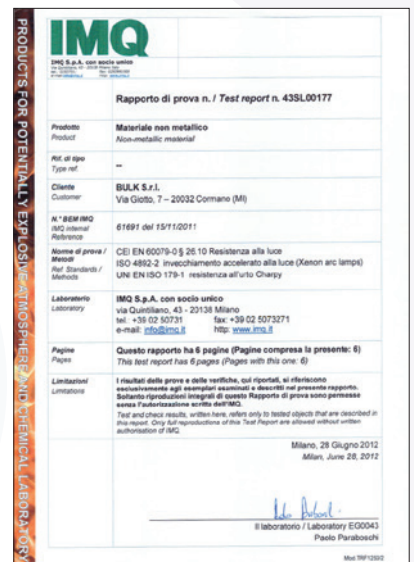 IMQ
IMQ S.p.A. con socio unico
PRODUCTS FOR POTENTIALLY EXPLOSIVE ATMOSPHERE AND CHEMICAL LABORATORY
Rapporto di prova n. / Test report n. 43SL00177
Prodotto Materiale non metallico
Product Non-metallic material
Rif. di tipo --
Type ref.
Cliente BULK S.r.l.
Customer Via Giotto, 7 – 20032 Cormano (MI)
N.° BEM IMQ
IMQ internal 61691 del 15/11/2011
Reference
Norme di prova / CEI EN 60079-0 § 26.10 Resistenza alla luce
Metodi ISO 4892-2 invecchiamento accelerato alla luce (Xenon arc lamps)
Ref. Standards / UNI EN ISO 179-1 resistenza all'urto Charpy
Methods
Laboratorio IMQ S.p.A. con socio unico
Laboratory via Quintiliano, 43 - 20138 Milano
tel.: +39 02 50731 fax: +39 02 5073271
e-mail: info@imq.it http: www.imq.it
Pagine Questo rapporto ha 6 pagine (Pagine compresa la presente: 6)
Pages This test report has 6 pages (Pages with this one: 6)
Limitazioni I risultati delle prove e delle verifiche, qui riportati, si riferiscono
Limitations esclusivamente agli esemplari esaminati e descritti nel presente rapporto.
Soltanto riproduzioni integrali di questo Rapporto di prova sono permesse
senza l'autorizzazione scritta dell'IMQ.
Test and check results, written here, refers only to tested objects that are described in
this report. Only full reproductions of this Test Report are allowed without written
authorisation of IMQ.
Milano, 28 Giugno 2012
Milan, June 28, 2012
Il laboratorio / Laboratory EG0043
Paolo Paraboschi
Mod.TRF1250/2